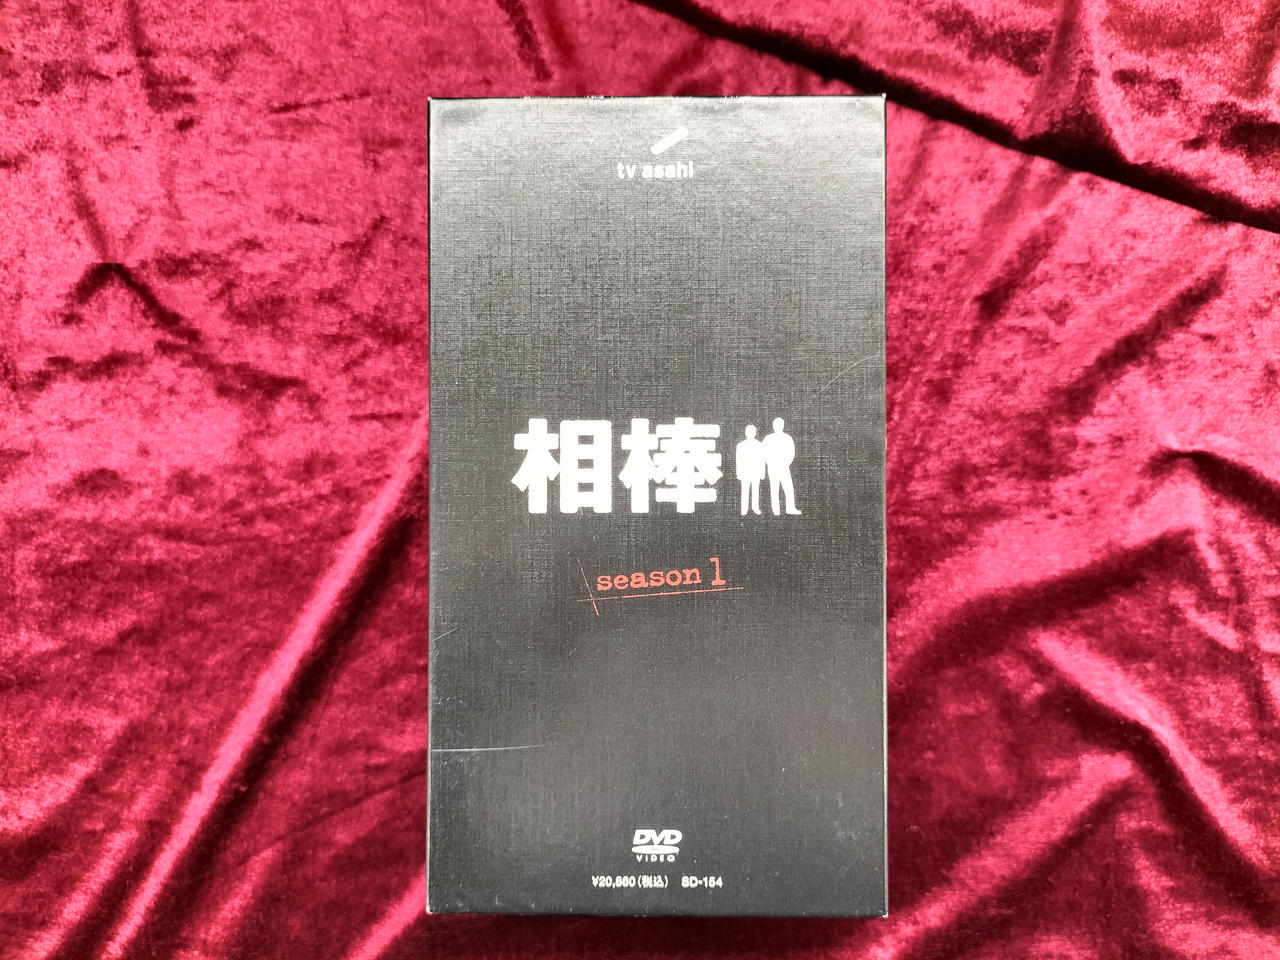 tv asahi
相棒
season 1
DVD
VIDEO
¥20,860(税込) SD-154